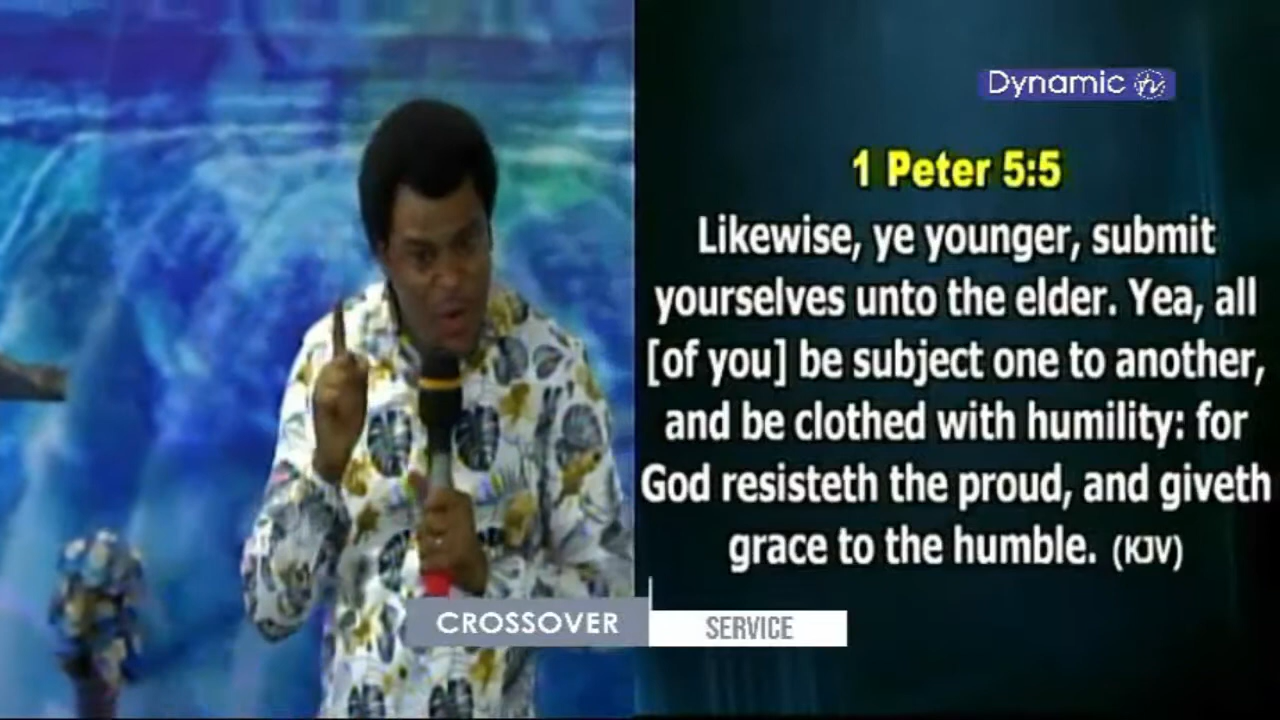 Dynamic tv
1 Peter 5:5
Likewise, ye younger, submit
yourselves unto the elder. Yea, all
[of you] be subject one to another,
and be clothed with humility: for
God resisteth the proud, and giveth
grace to the humble. (KJV)
CROSSOVER SERVICE